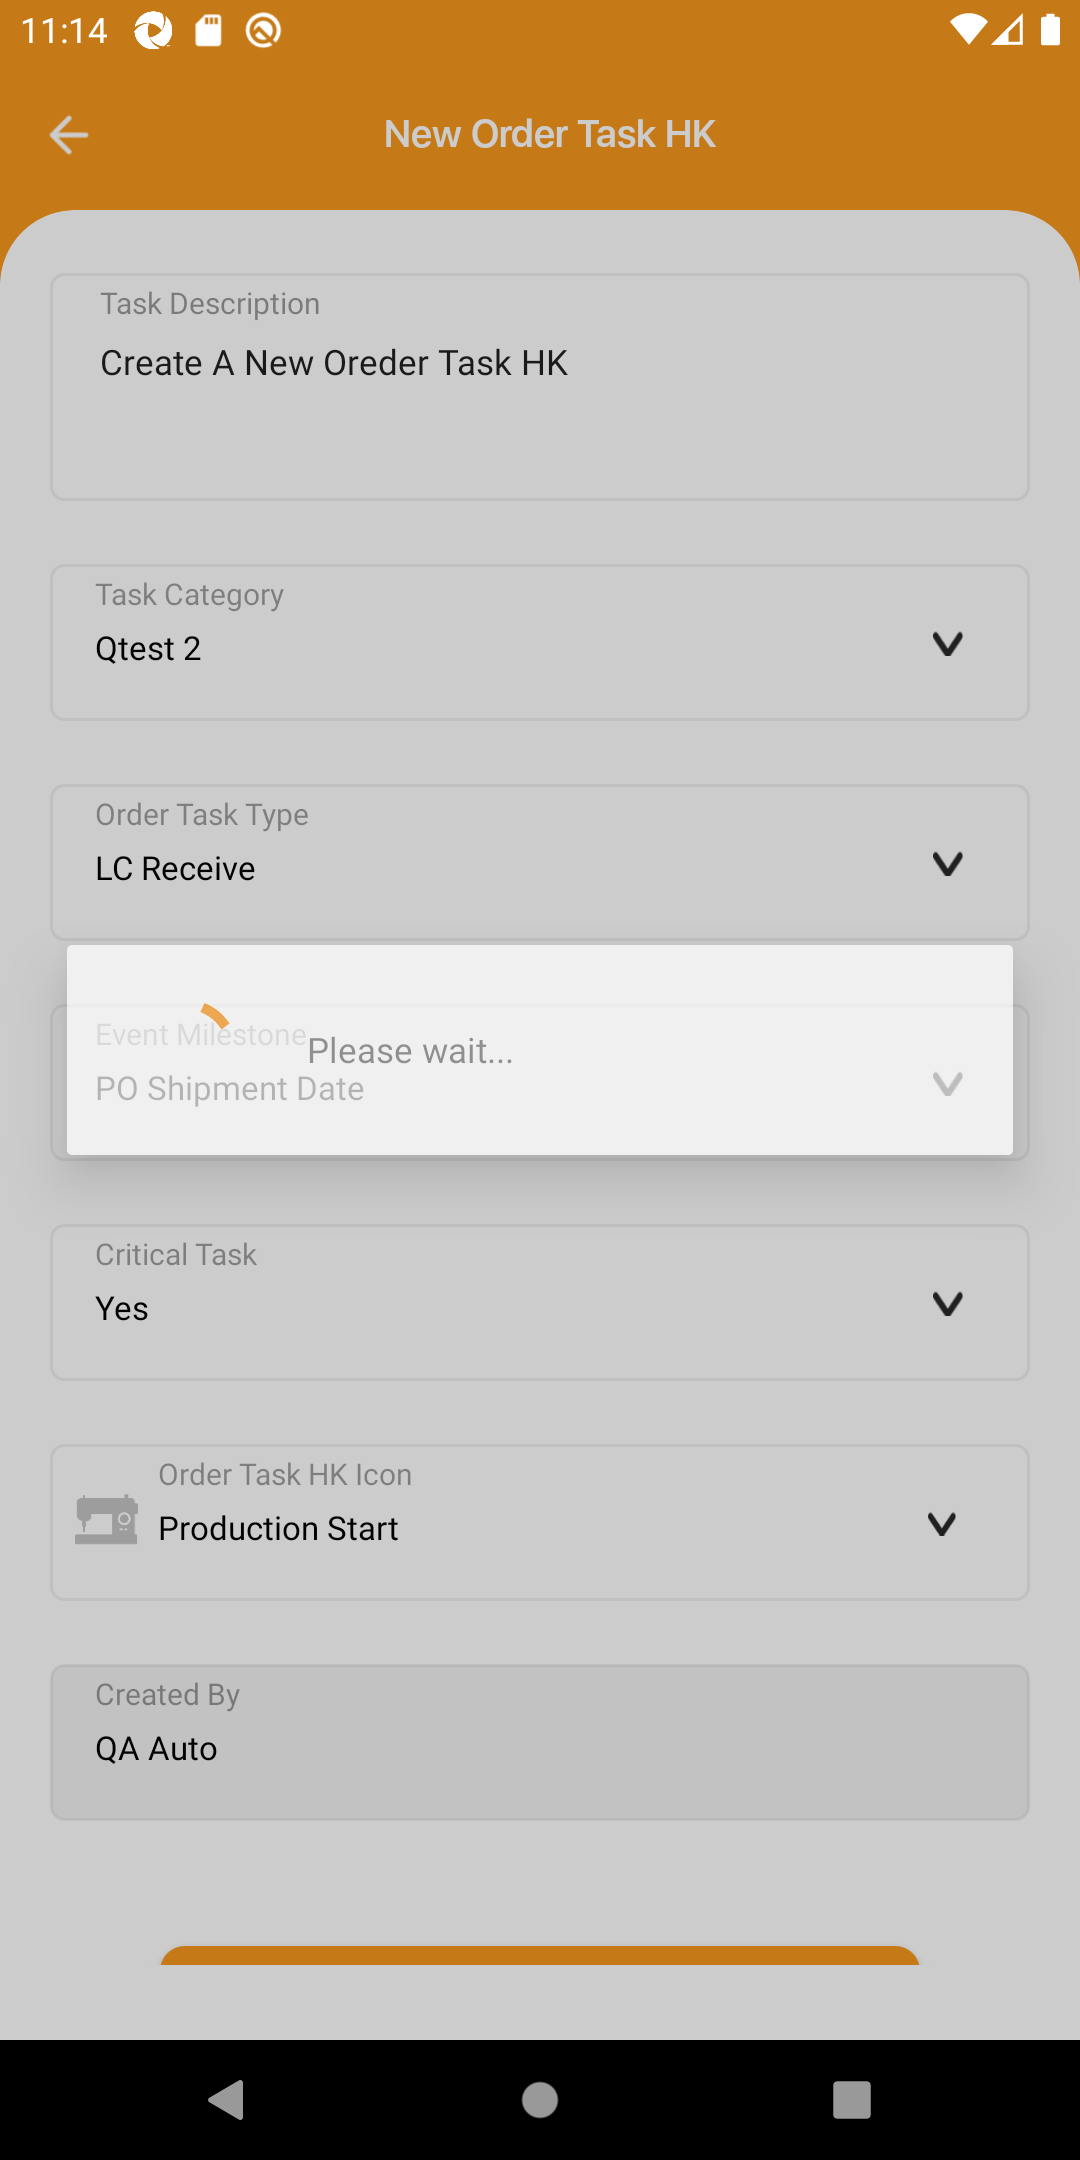 11:14
New Order Task HK
Task Description
Create A New Oreder Task HK
Task Category
Qtest 2
Order Task Type
LC Receive
Event Milestone
Please wait...
PO Shipment Date
Critical Task
Yes
Order Task HK Icon
Production Start
Created By
QA Auto